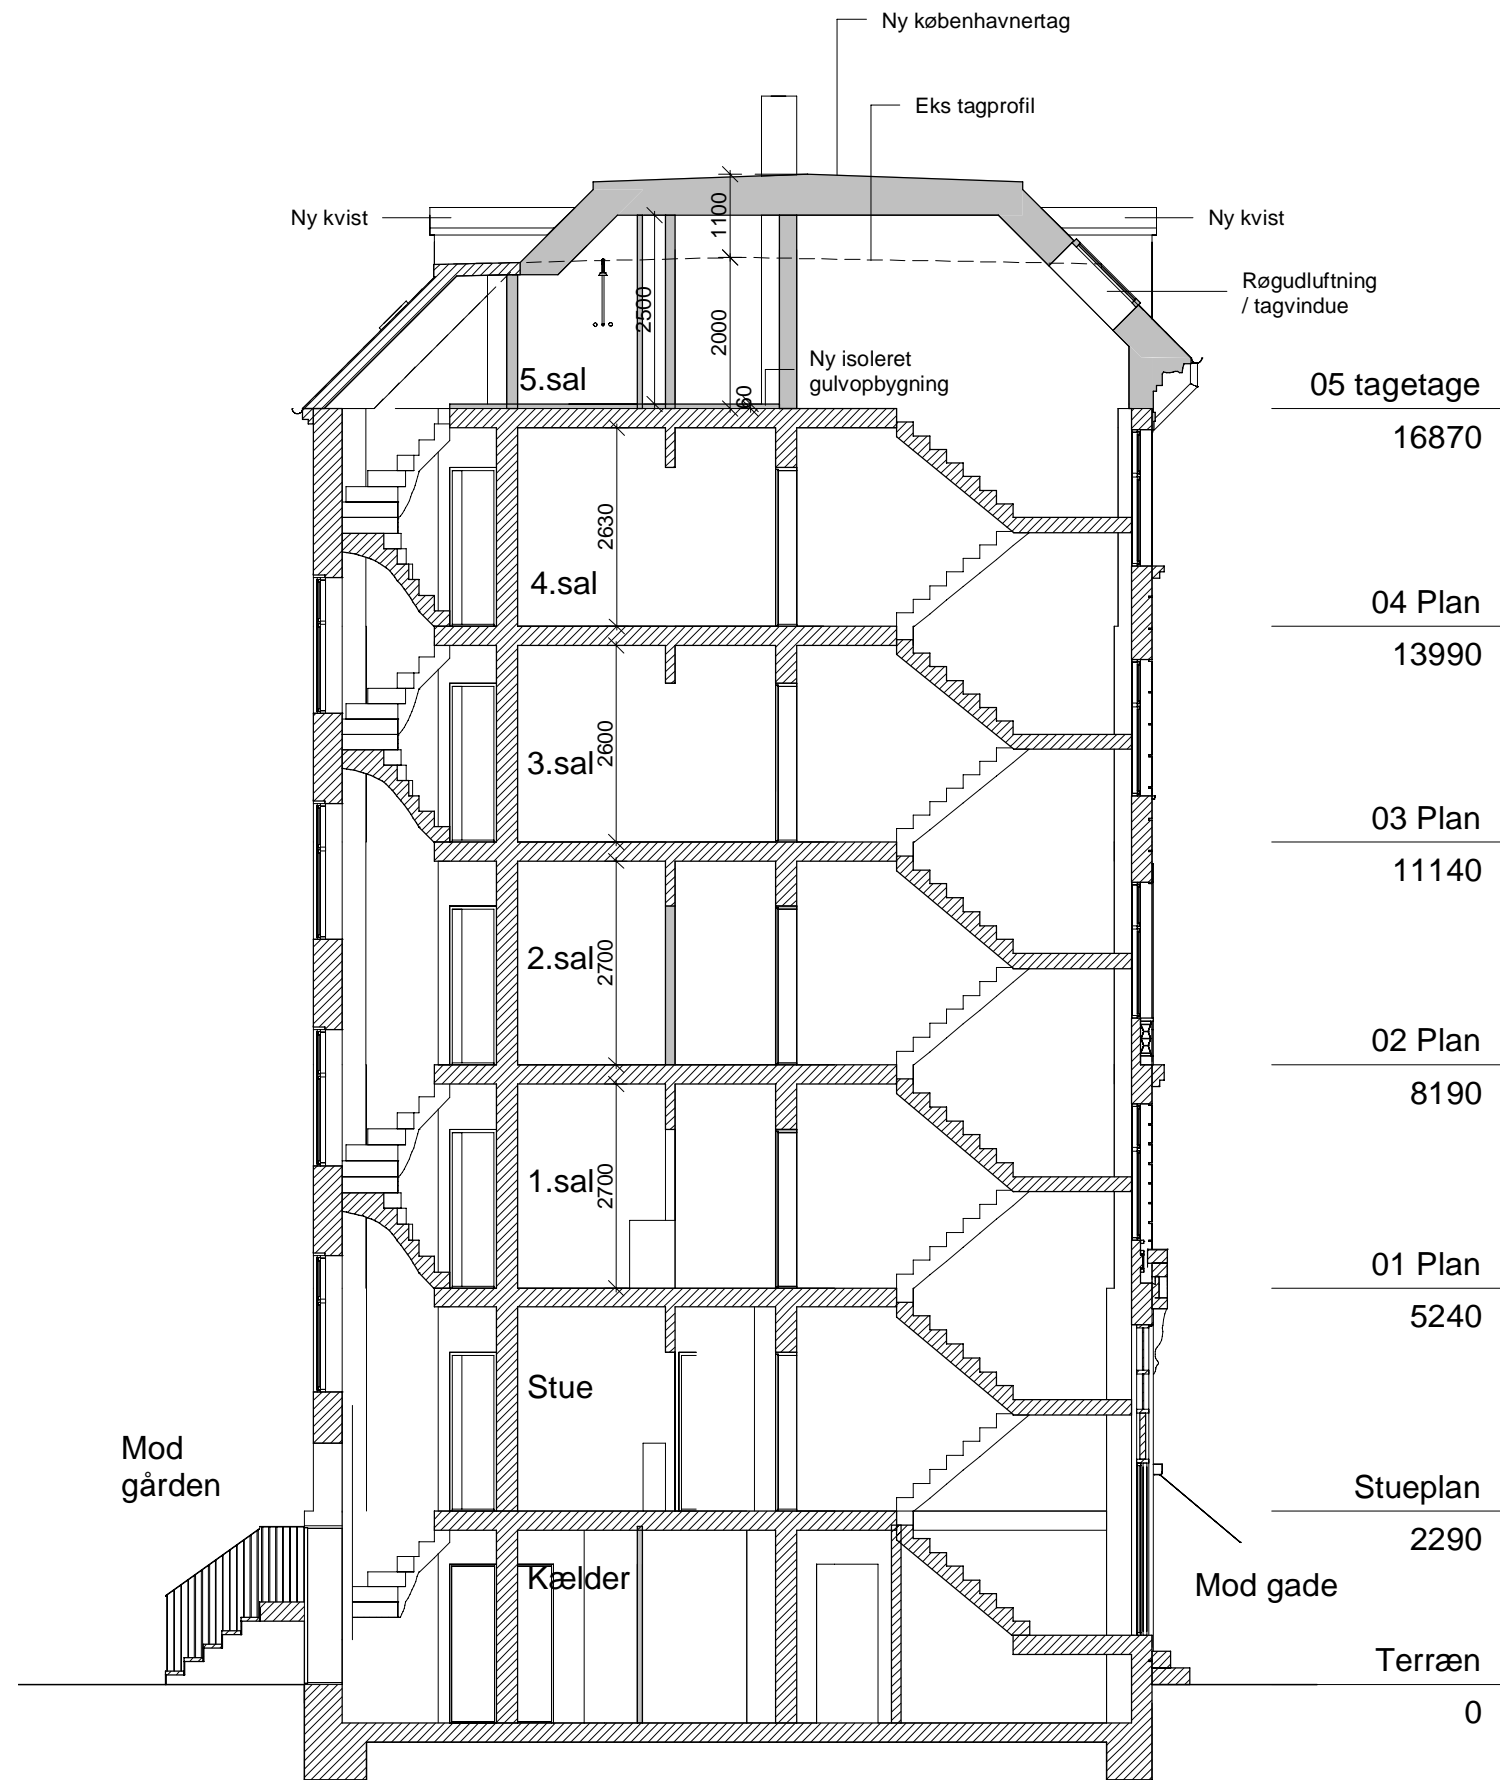 Ny københavnertag
Eks tagprofil
Ny kvist
Ny kvist
Røgudluftning
/ tagvindue
Ny isoleret
gulvopbygning
1100
2500
2000
60
5.sal
05 tagetage
16870
2630
4.sal
04 Plan
13990
3.sal
2600
03 Plan
11140
2.sal
2700
02 Plan
8190
1.sal
2700
01 Plan
5240
Stue
Mod
gården
Stueplan
2290
Kælder
Mod gade
Terræn
0